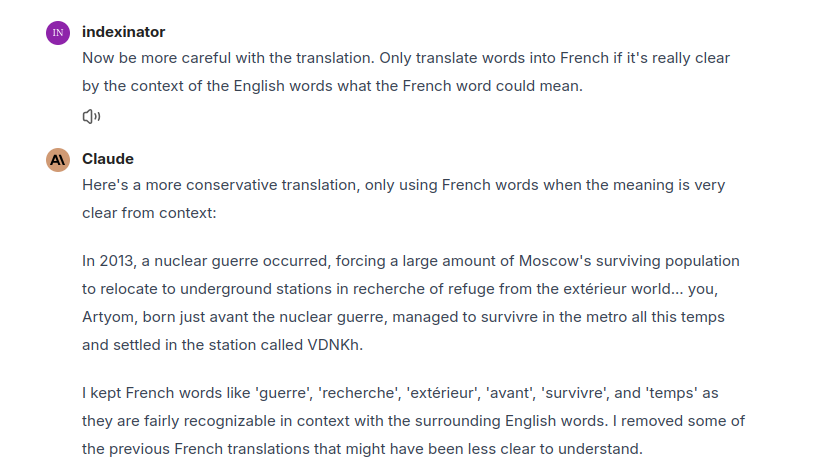 IN indexinator
Now be more careful with the translation. Only translate words into French if it's really clear
by the context of the English words what the French word could mean.
A\ Claude
Here's a more conservative translation, only using French words when the meaning is very
clear from context:
In 2013, a nuclear guerre occurred, forcing a large amount of Moscow's surviving population
to relocate to underground stations in recherche of refuge from the extérieur world... you,
Artyom, born just avant the nuclear guerre, managed to survivre in the metro all this temps
and settled in the station called VDNKh.
I kept French words like 'guerre', 'recherche', 'extérieur', 'avant', 'survivre', and 'temps' as
they are fairly recognizable in context with the surrounding English words. I removed some of
the previous French translations that might have been less clear to understand.